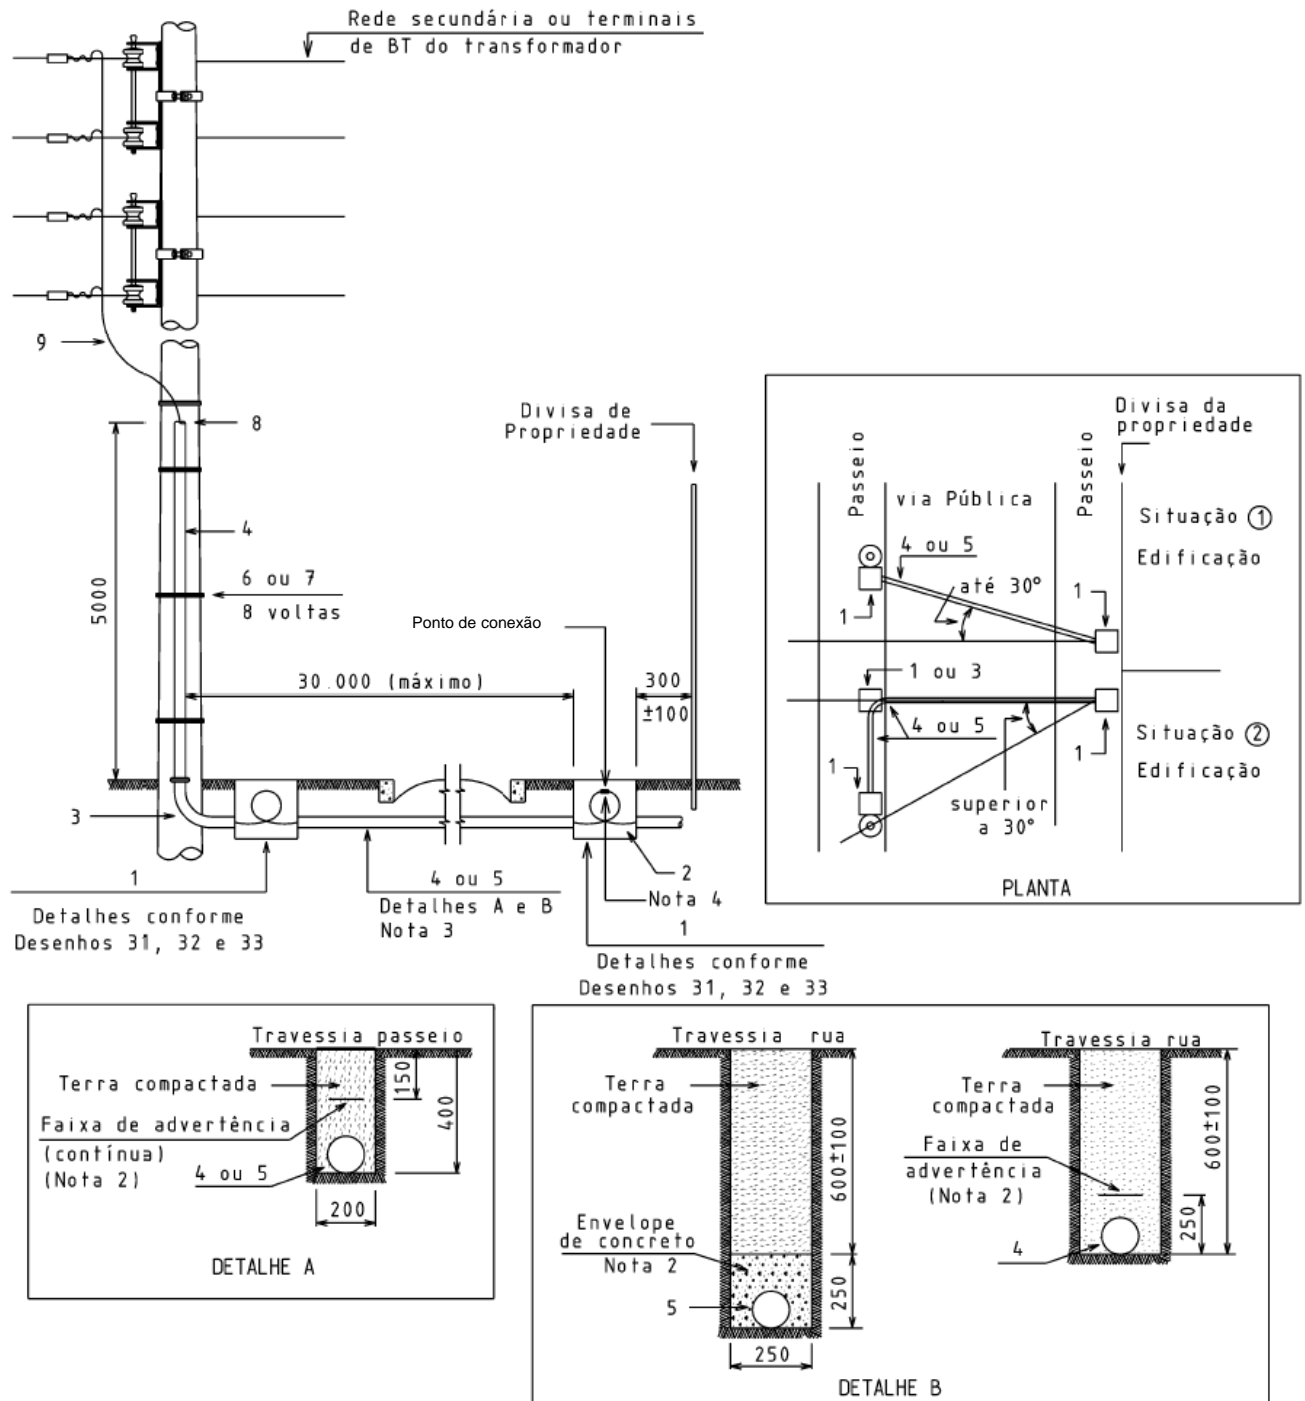 Rede secundária ou terminais
de BT do transformador
9
8
4
6 ou 7
8 voltas
5000
Divisa de
Propriedade
Ponto de conexão
30.000 (máximo)
300
±100
3
1
Detalhes conforme
Desenhos 31, 32 e 33
4 ou 5
Detalhes A e B
Nota 3
2
Nota 4
1
Detalhes conforme
Desenhos 31, 32 e 33
Divisa da
propriedade
Passeio
via Pública
Passeio
Situação 1
Edificação
4 ou 5
até 30°
1
1
1 ou 3
4 ou 5
1
1
Situação 2
Edificação
superior
a 30°
PLANTA
Travessia passeio
Terra compactada
150
400
Faixa de advertência
(contínua)
(Nota 2)
4 ou 5
200
DETALHE A
Travessia rua
Terra
compactada
600±100
Envelope
de concreto
Nota 2
5
250
250
Travessia rua
Terra
compactada
600±100
Faixa de
advertência
(Nota 2)
250
4
DETALHE B